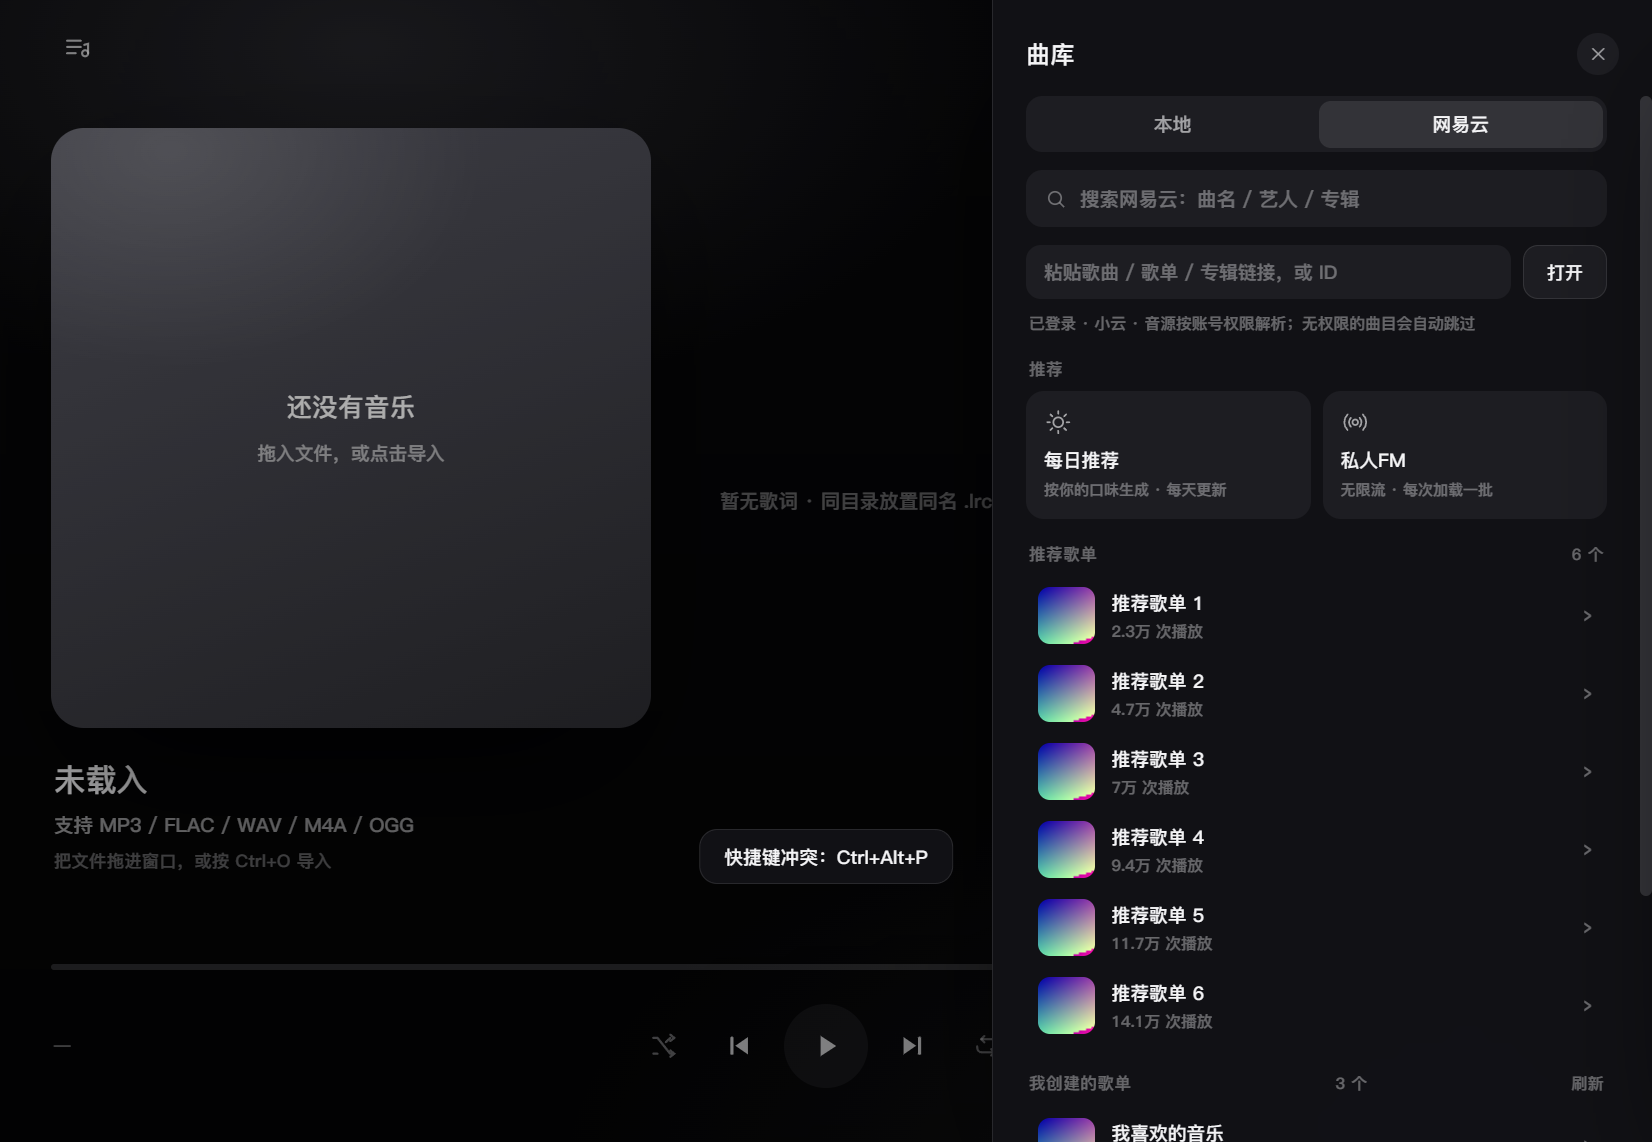 曲库
本地
网易云
搜索网易云：曲名 / 艺人 / 专辑
粘贴歌曲 / 歌单 / 专辑链接，或 ID
打开
已登录 · 小云 · 音源按账号权限解析；无权限的曲目会自动跳过
推荐
每日推荐
按你的口味生成 · 每天更新
私人FM
无限流 · 每次加载一批
推荐歌单
6 个
推荐歌单 1
2.3万 次播放
推荐歌单 2
4.7万 次播放
推荐歌单 3
7万 次播放
推荐歌单 4
9.4万 次播放
推荐歌单 5
11.7万 次播放
推荐歌单 6
14.1万 次播放
我创建的歌单
3 个
刷新
我喜欢的音乐
还没有音乐
拖入文件，或点击导入
暂无歌词 · 同目录放置同名 .lrc
未载入
支持 MP3 / FLAC / WAV / M4A / OGG
把文件拖进窗口，或按 Ctrl+O 导入
快捷键冲突：Ctrl+Alt+P
—